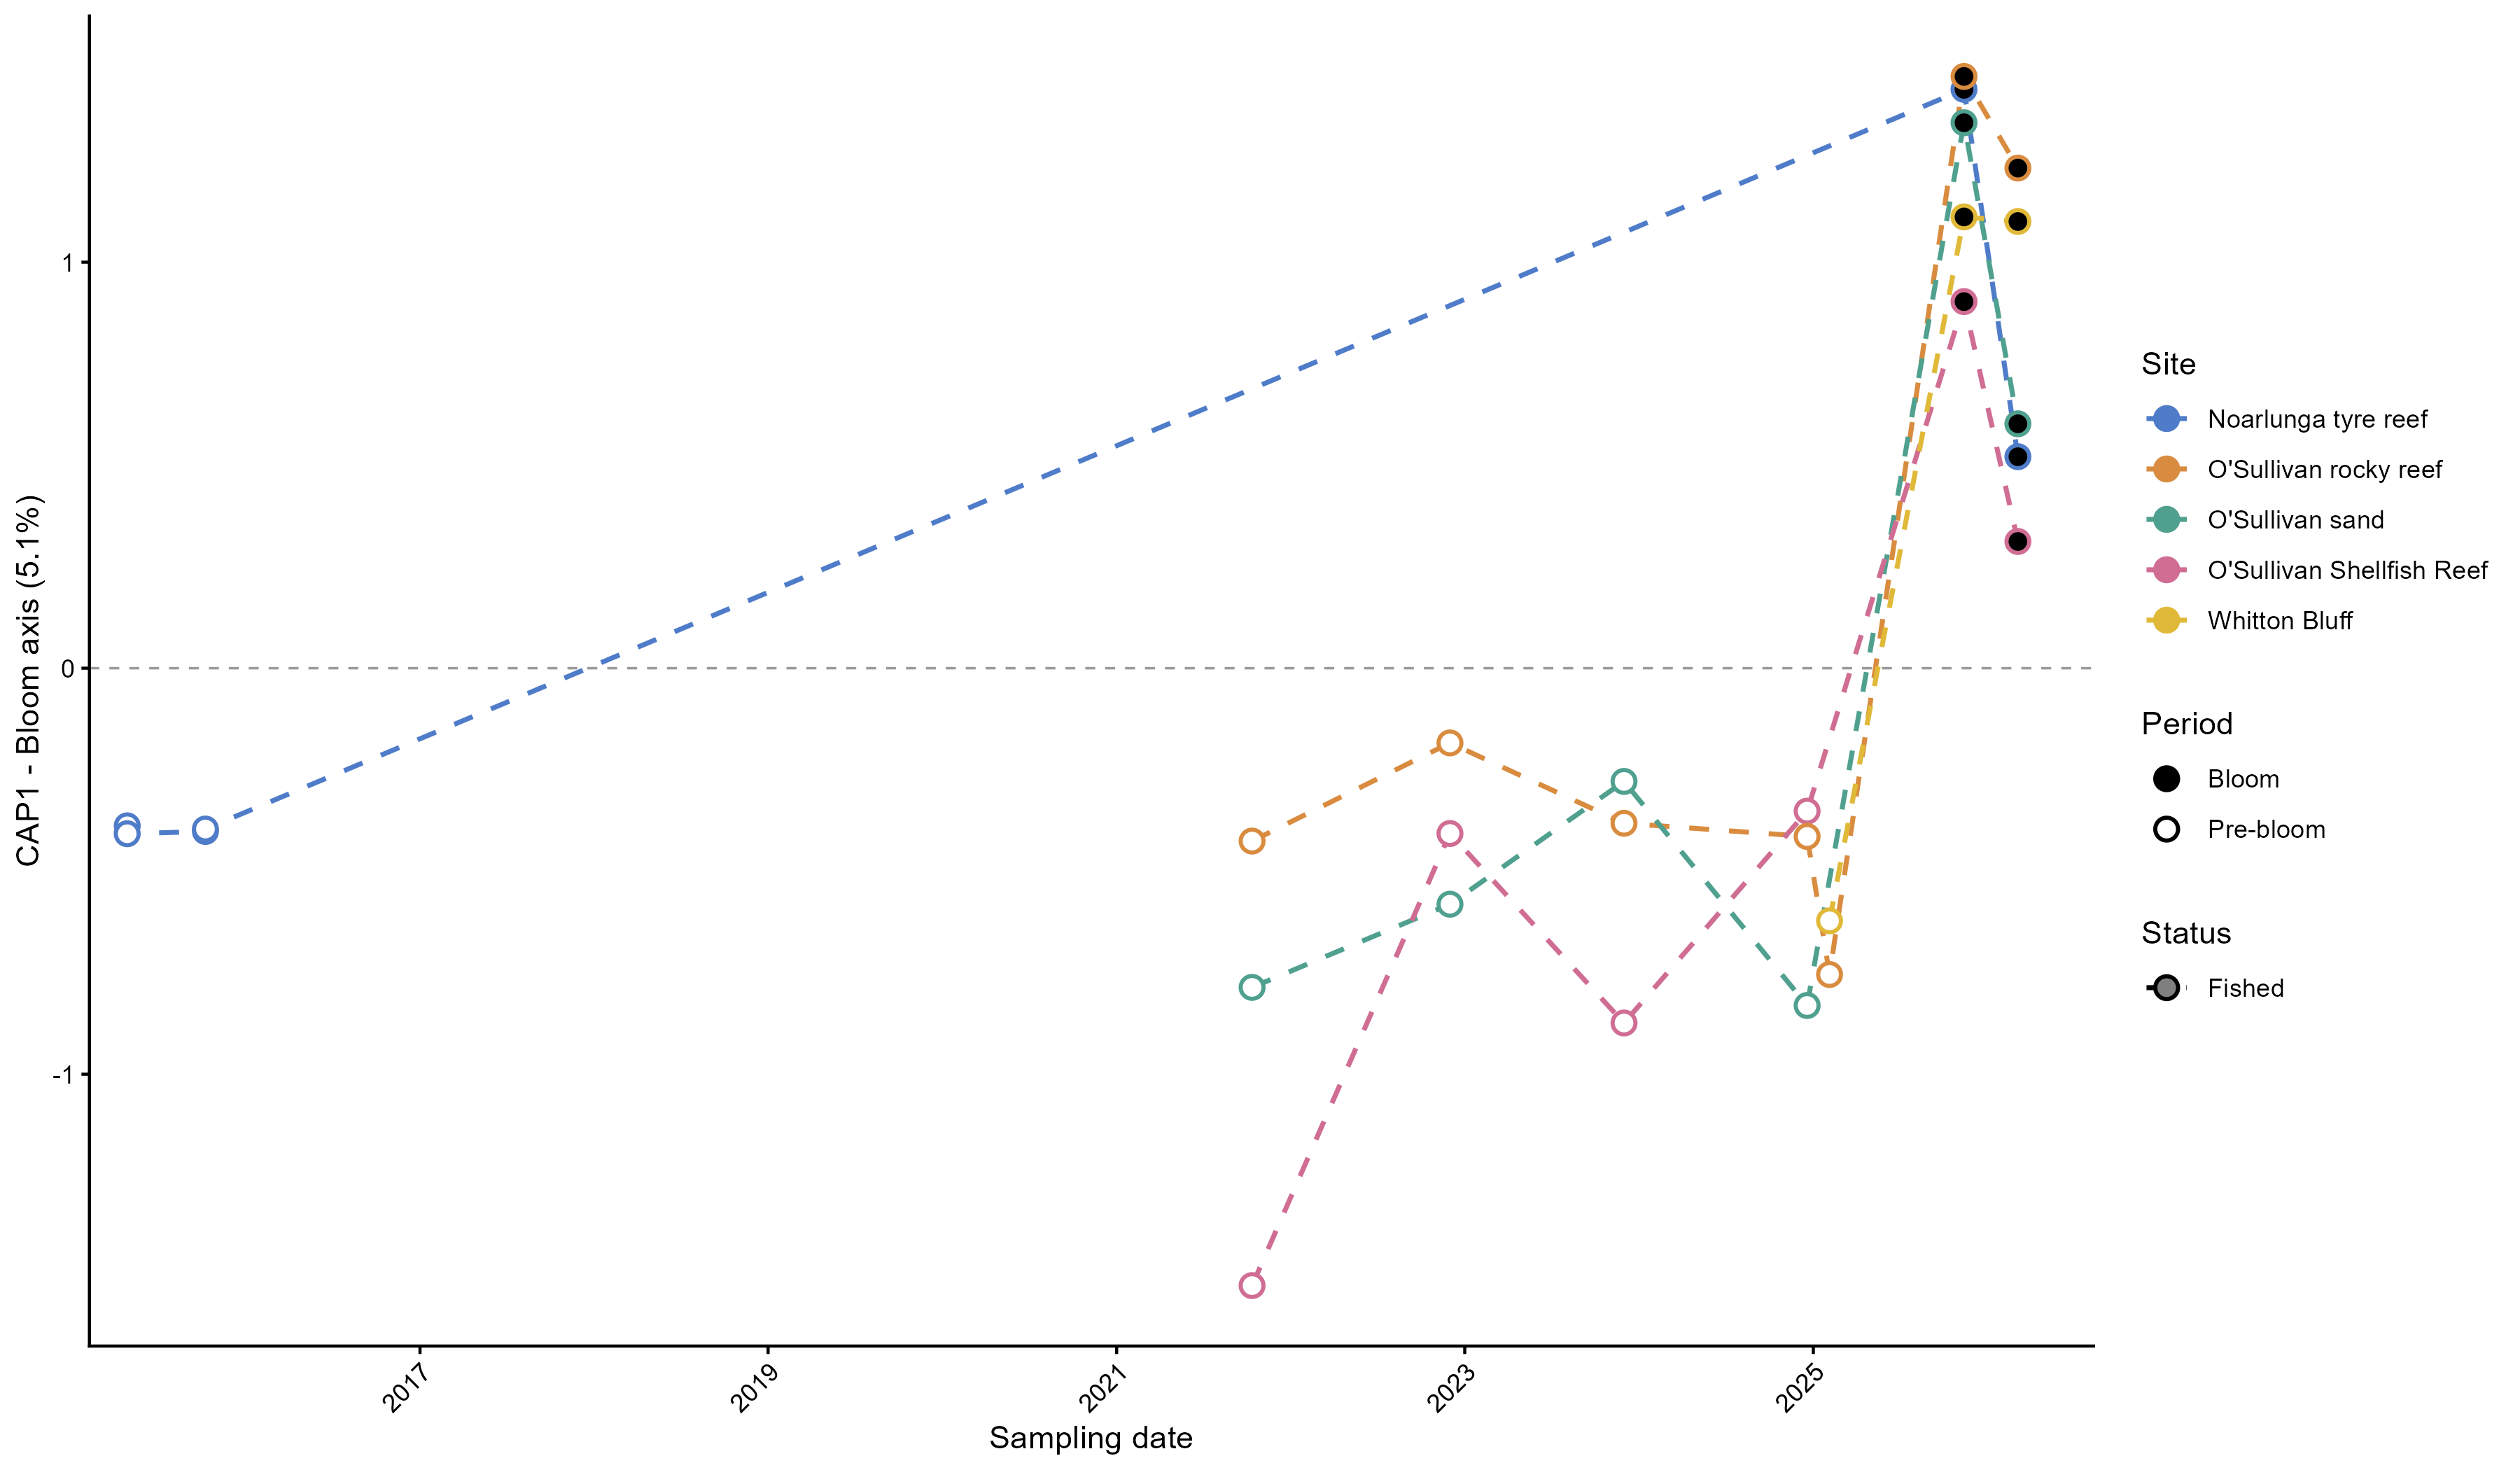 CAP1 - Bloom axis (5.1%)
1
0
-1
2017
2019
2021
2023
2025
Sampling date
Site
Noarlunga tyre reef
O'Sullivan rocky reef
O'Sullivan sand
O'Sullivan Shellfish Reef
Whitton Bluff
Period
Bloom
Pre-bloom
Status
Fished